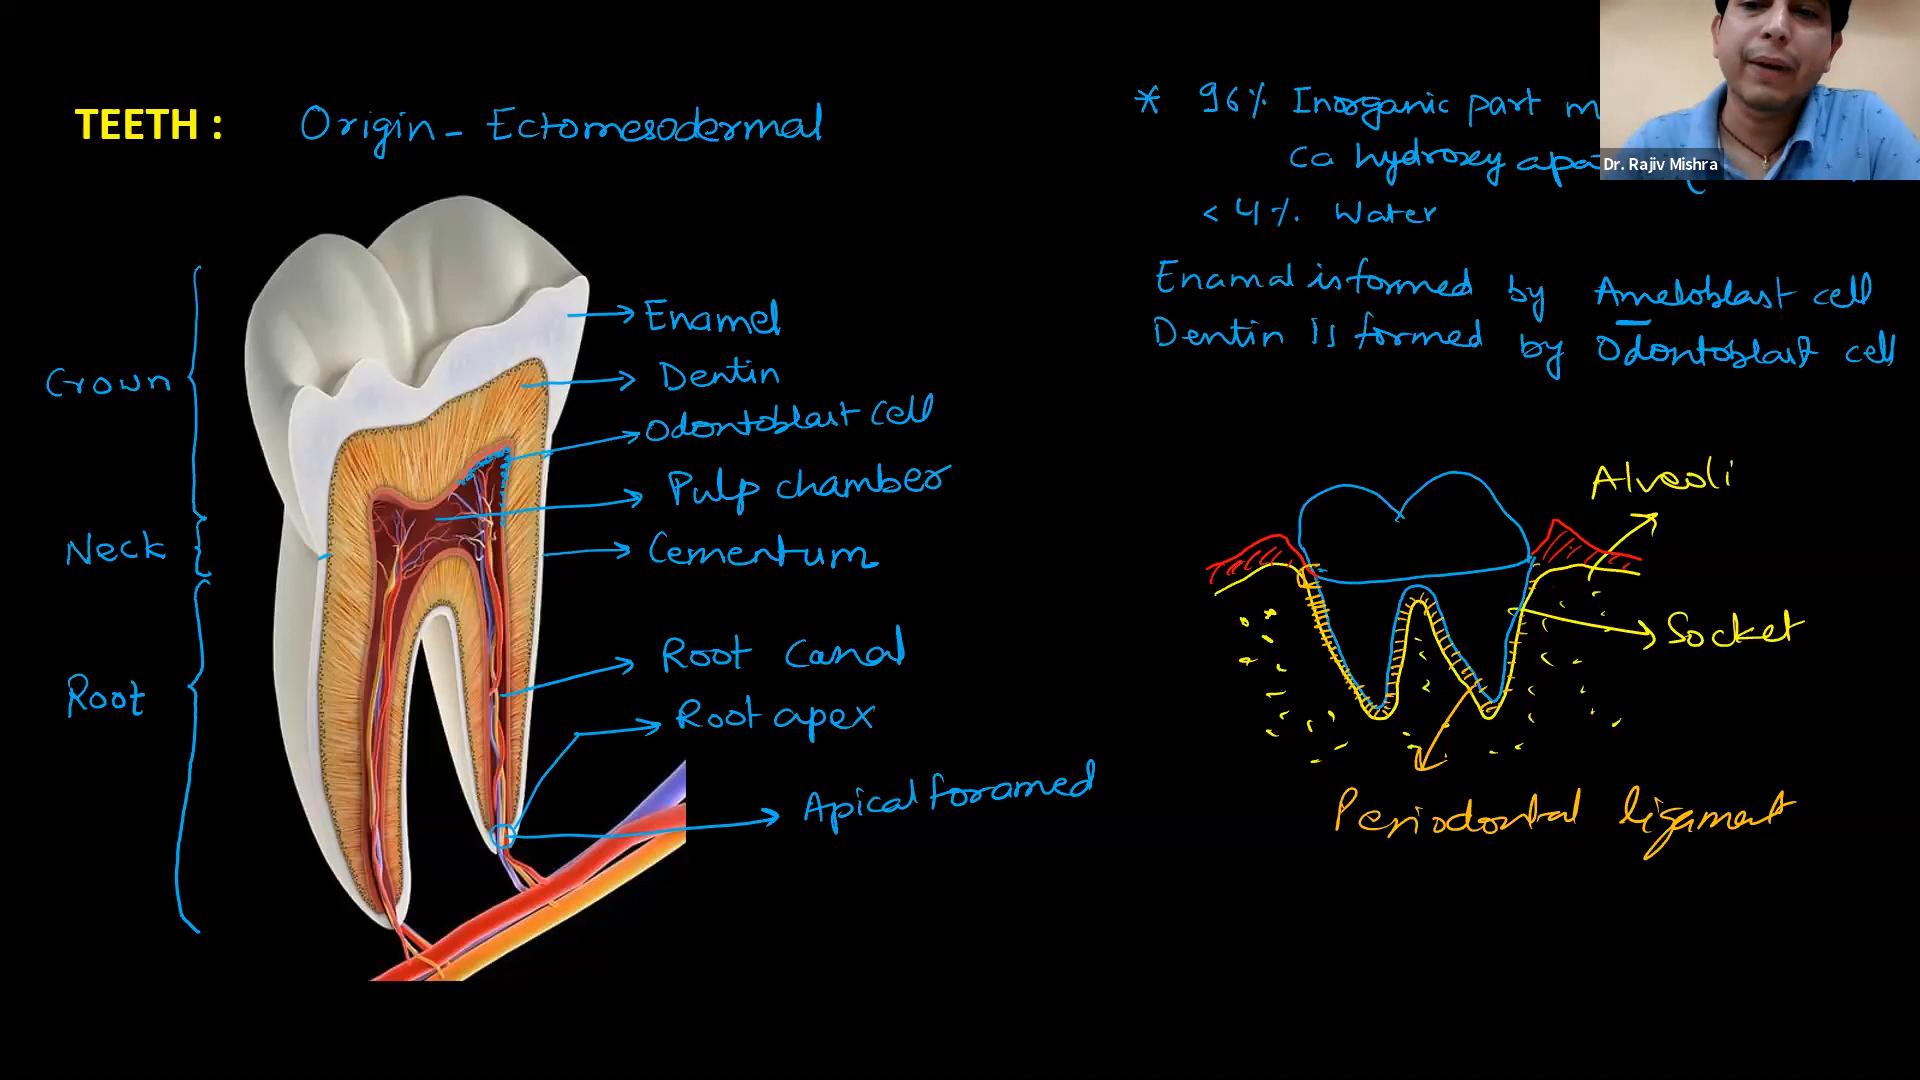 TEETH : Origin - Ectomesodermal
Crown
Neck
Root
Enamel
Dentin
Odontoblast cell
Pulp chamber
Cementum
Root canal
Root apex
Apical foramed
* 96% Inorganic part
Ca hydroxy
< 4 % Water
Enamal is formed by Ameloblast cell
Dentin is formed by Odontoblast cell
Alveoli
Socket
Periodontal ligament
Dr. Rajiv Mishra